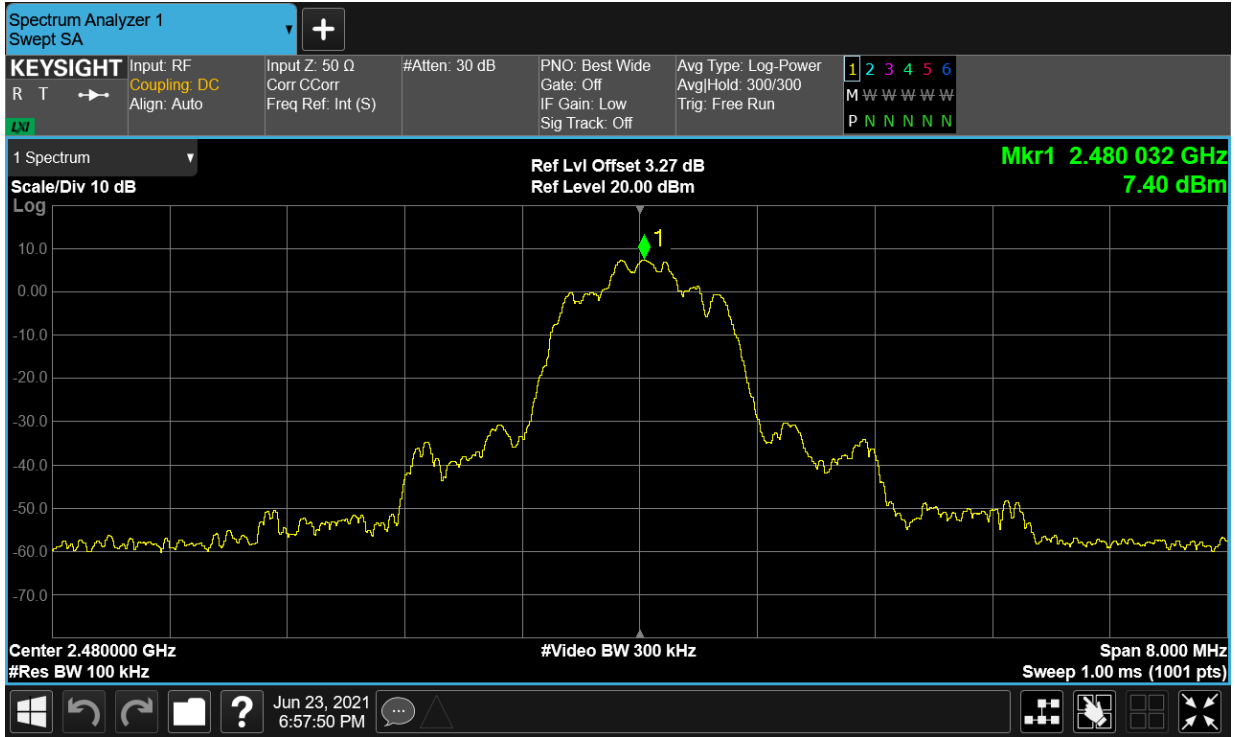 Spectrum Analyzer 1
Swept SA
KEYSIGHT
R T
LXI
Input: RF
Coupling: DC
Align: Auto
Input Z: 50 Ω
Corr CCorr
Freq Ref: Int (S)
#Atten: 30 dB
PNO: Best Wide
Gate: Off
IF Gain: Low
Sig Track: Off
Avg Type: Log-Power
Avg|Hold: 300/300
Trig: Free Run
1 2 3 4 5 6
M W W W W W
P N N N N N
1 Spectrum
Scale/Div 10 dB
Log
Ref Lvl Offset 3.27 dB
Ref Level 20.00 dBm
Mkr1 2.480 032 GHz
7.40 dBm
1
10.0
0.00
-10.0
-20.0
-30.0
-40.0
-50.0
-60.0
-70.0
Center 2.480000 GHz
#Video BW 300 kHz
Span 8.000 MHz
#Res BW 100 kHz
Sweep 1.00 ms (1001 pts)
?
Jun 23, 2021
6:57:50 PM